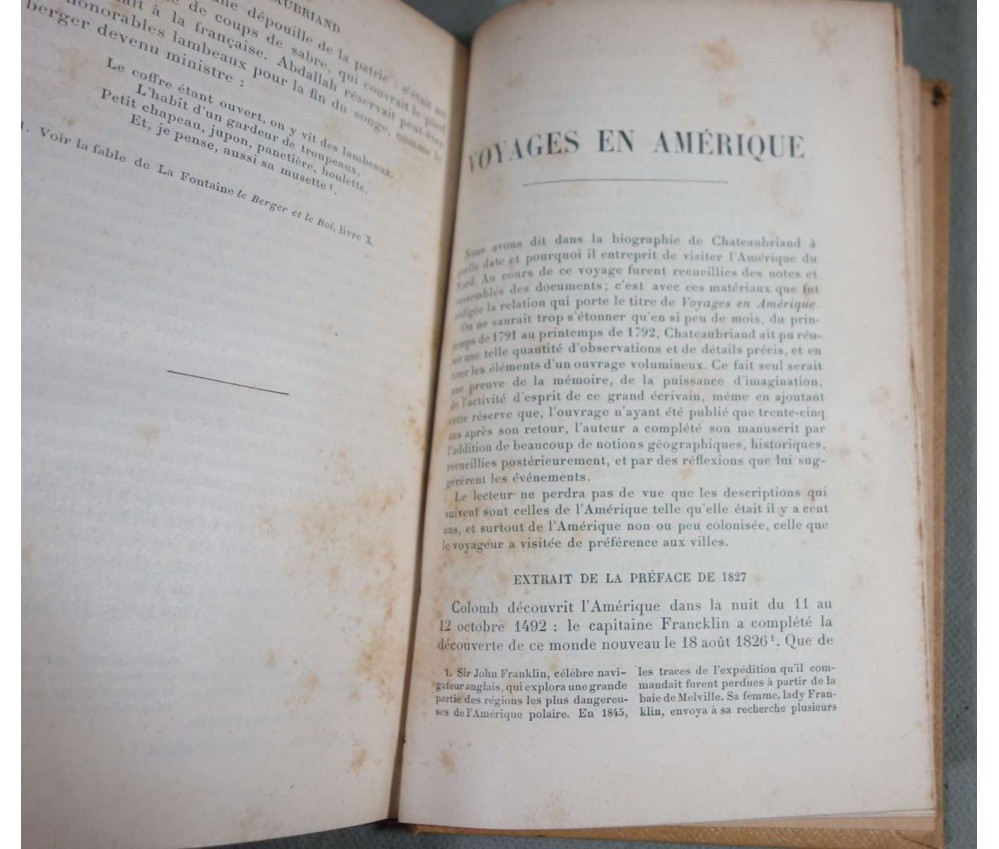 AUBRIAND
une dépouille de la patrie : c'était son
de coups de sabre, qui couvrait le pied
à la française. Abdallah réservait peut-être
honorables lambeaux pour la fin du songe, comme le
berger devenu ministre :
Le coffre étant ouvert, on y vit des lambeaux,
L'habit d'un gardeur de troupeaux,
Petit chapeau, jupon, panetière, houlette,
Et, je pense, aussi sa musette ¹.
1. Voir la fable de La Fontaine le Berger et le Roi, livre X.
VOYAGES EN AMÉRIQUE
Nous avons dit dans la biographie de Chateaubriand à
quelle date et pourquoi il entreprit de visiter l'Amérique du
Nord. Au cours de ce voyage furent recueillies des notes et
rassemblés des documents ; c'est avec ces matériaux que fut
rédigée la relation qui porte le titre de Voyages en Amérique.
On ne saurait trop s'étonner qu'en si peu de mois, du prin-
temps de 1791 au printemps de 1792, Chateaubriand ait pu réu-
nir une telle quantité d'observations et de détails précis, et en
tirer les éléments d'un ouvrage volumineux. Ce fait seul serait
une preuve de la mémoire, de la puissance d'imagination,
de l'activité d'esprit de ce grand écrivain, même en ajoutant
cette réserve que, l'ouvrage n'ayant été publié que trente-cinq
ans après son retour, l'auteur a complété son manuscrit par
l'addition de beaucoup de notions géographiques, historiques,
recueillies postérieurement, et par des réflexions que lui sug-
gérèrent les événements.
Le lecteur ne perdra pas de vue que les descriptions qui
suivent sont celles de l'Amérique telle qu'elle était il y a cent
ans, et surtout de l'Amérique non ou peu colonisée, celle que
le voyageur a visitée de préférence aux villes.
EXTRAIT DE LA PRÉFACE DE 1827
Colomb découvrit l'Amérique dans la nuit du 11 au
12 octobre 1492 : le capitaine Francklin a complété la
découverte de ce monde nouveau le 18 août 1826 ¹. Que de
1. Sir John Franklin, célèbre navi-
gateur anglais, qui explora une grande
partie des régions les plus dangereu-
ses de l'Amérique polaire. En 1845,
les traces de l'expédition qu'il com-
mandait furent perdues à partir de la
baie de Melville. Sa femme, lady Fran-
klin, envoya à sa recherche plusieurs